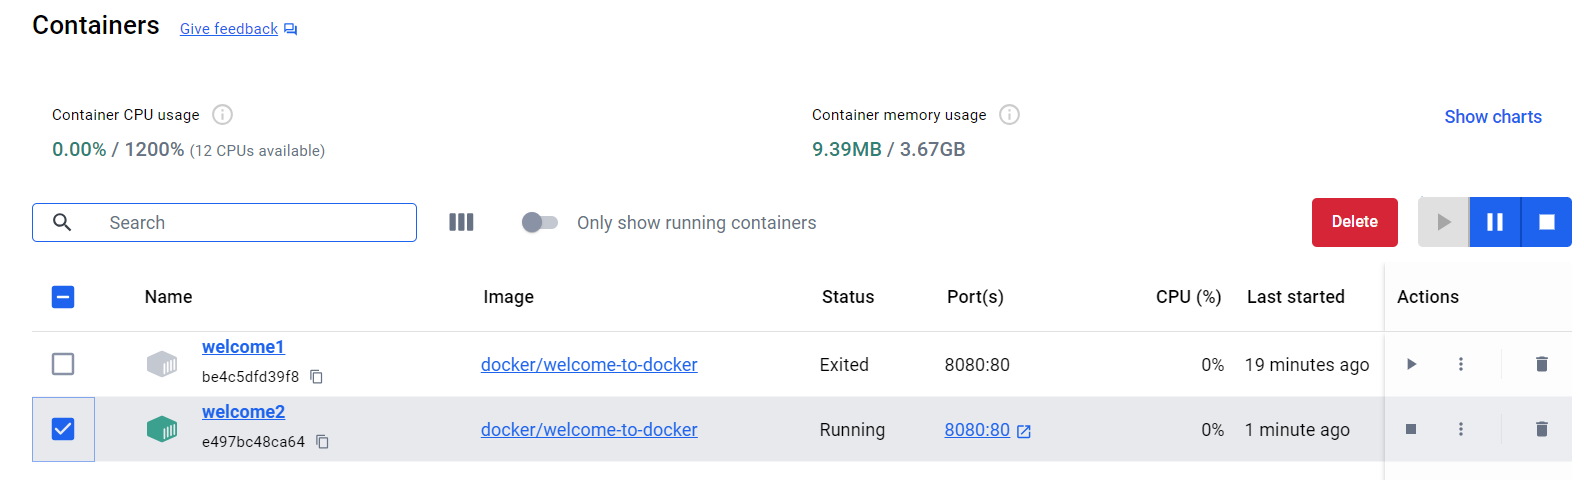 Containers Give feedback
Container CPU usage Container memory usage Show charts
0.00% / 1200% (12 CPUs available) 9.39MB / 3.67GB
Search Only show running containers Delete
Name Image Status Port(s) CPU (%) Last started Actions
welcome1
be4c5dfd39f8 docker/welcome-to-docker Exited 8080:80 0% 19 minutes ago
welcome2
e497bc48ca64 docker/welcome-to-docker Running 8080:80 0% 1 minute ago